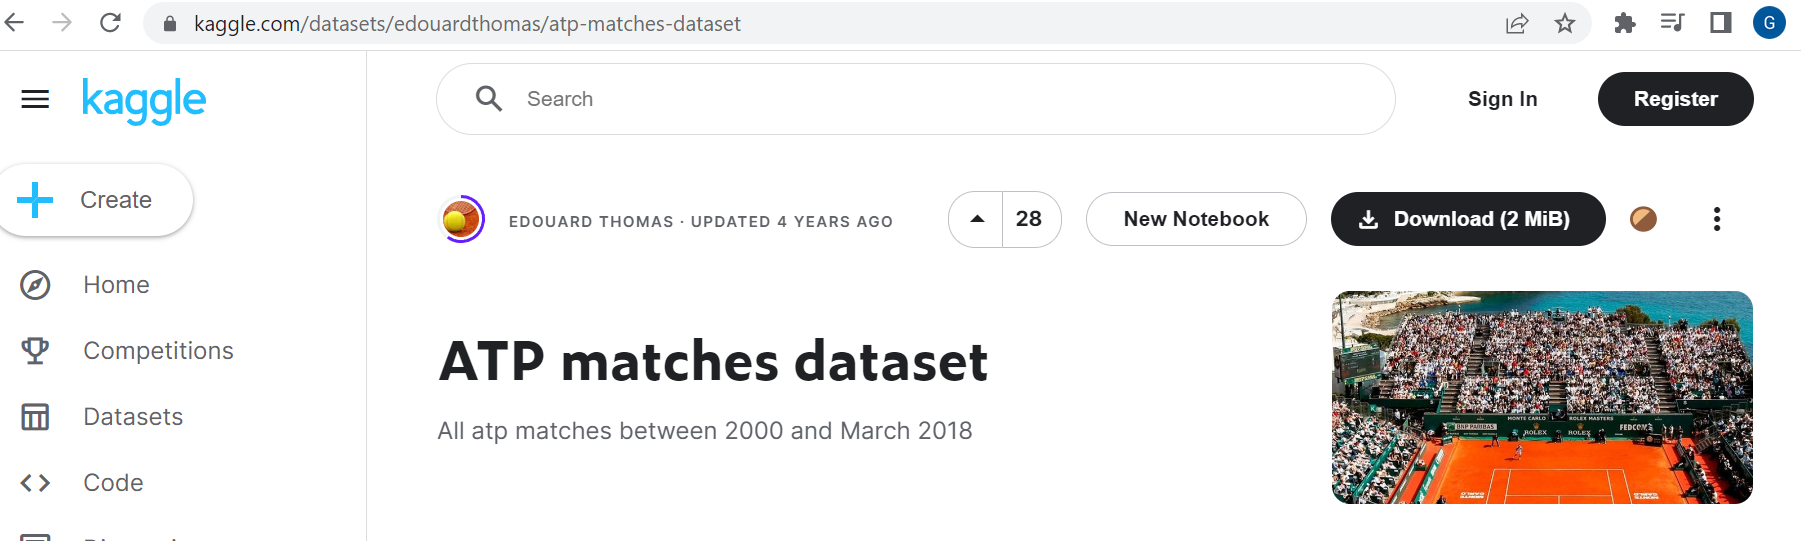 kaggle.com/datasets/edouardthomas/atp-matches-dataset
G
kaggle
Search
Sign In
Register
Create
EDOUARD THOMAS · UPDATED 4 YEARS AGO
28
New Notebook
Download (2 MiB)
Home
Competitions
Datasets
Code
ATP matches dataset
All atp matches between 2000 and March 2018
MONTE CARLO ROLEX MASTERS
BNP PARIBAS ROLEX ROLEX FEDCOM